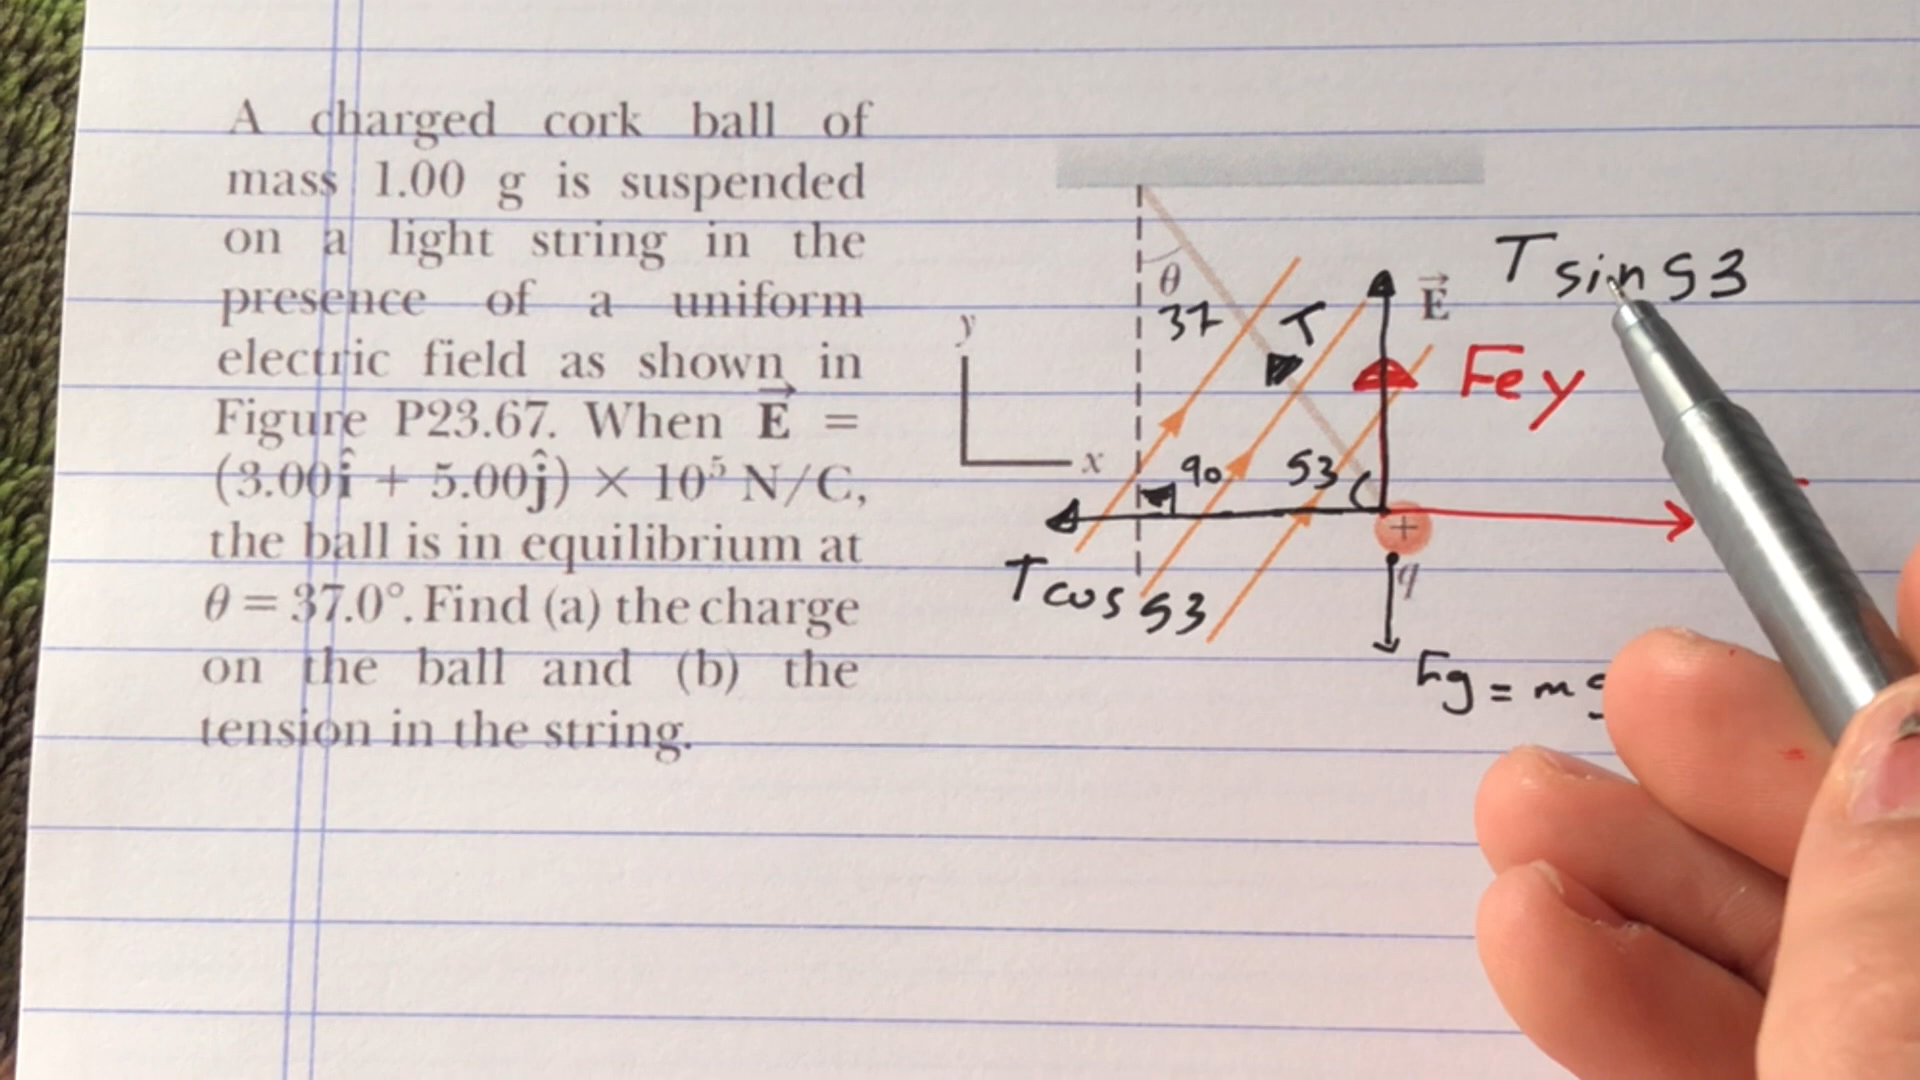 A charged cork ball of
mass 1.00 g is suspended
on a light string in the
presence of a uniform
electric field as shown in
Figure P23.67. When E⃗ =
(3.00î + 5.00ĵ) × 10⁵ N/C,
the ball is in equilibrium at
θ = 37.0°. Find (a) the charge
on the ball and (b) the
tension in the string.
T sin 53
θ
E⃗
37
T
y
Fey
x
90
53
+
T cos 53
q
Fg = m